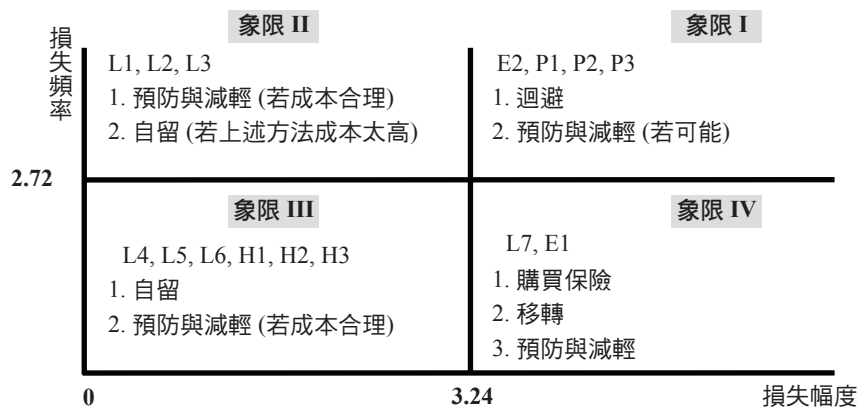 損失頻率
象限 II
L1, L2, L3
1. 預防與減輕 (若成本合理)
2. 自留 (若上述方法成本太高)
象限 I
E2, P1, P2, P3
1. 迴避
2. 預防與減輕 (若可能)
2.72
象限 III
L4, L5, L6, H1, H2, H3
1. 自留
2. 預防與減輕 (若成本合理)
象限 IV
L7, E1
1. 購買保險
2. 移轉
3. 預防與減輕
0
3.24
損失幅度